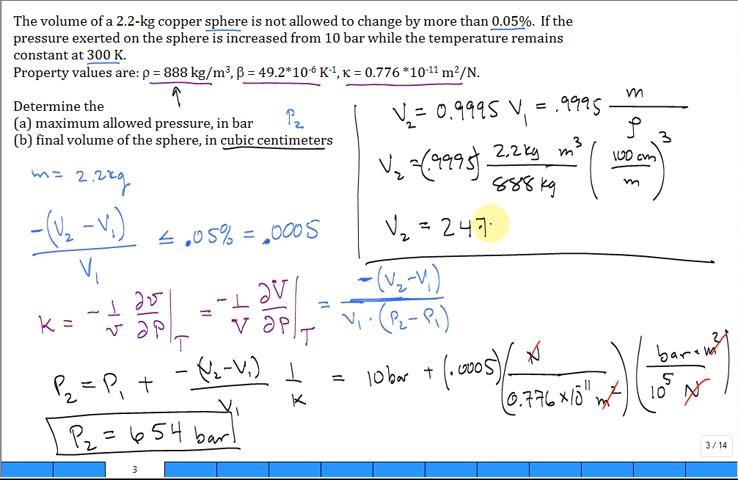 The volume of a 2.2-kg copper sphere is not allowed to change by more than 0.05%. If the
pressure exerted on the sphere is increased from 10 bar while the temperature remains
constant at 300 K.
Property values are: ρ = 888 kg/m³, β = 49.2*10⁻⁶ K⁻¹, κ = 0.776 *10⁻¹¹ m²/N.
Determine the
(a) maximum allowed pressure, in bar P₂
(b) final volume of the sphere, in cubic centimeters
m = 2.2kg
-(V₂ - V₁) / V₁ ≤ .05% = .0005
V₂ = 0.9995 V₁ = .9995 m/ρ
V₂ = (.9995) 2.2kg m³ / 888 kg (100 cm / m)³
V₂ = 247.
K = -1/v ∂v/∂P|T = -1/V ∂V/∂P|T = -(V₂-V₁) / V₁·(P₂-P₁)
P₂ = P₁ + -(V₂-V₁)/V₁ 1/K = 10bar + (.0005) (N / 0.776×10⁻¹¹ m²) (bar·m² / 10⁵ N)
P₂ = 654 bar
3 / 14
3